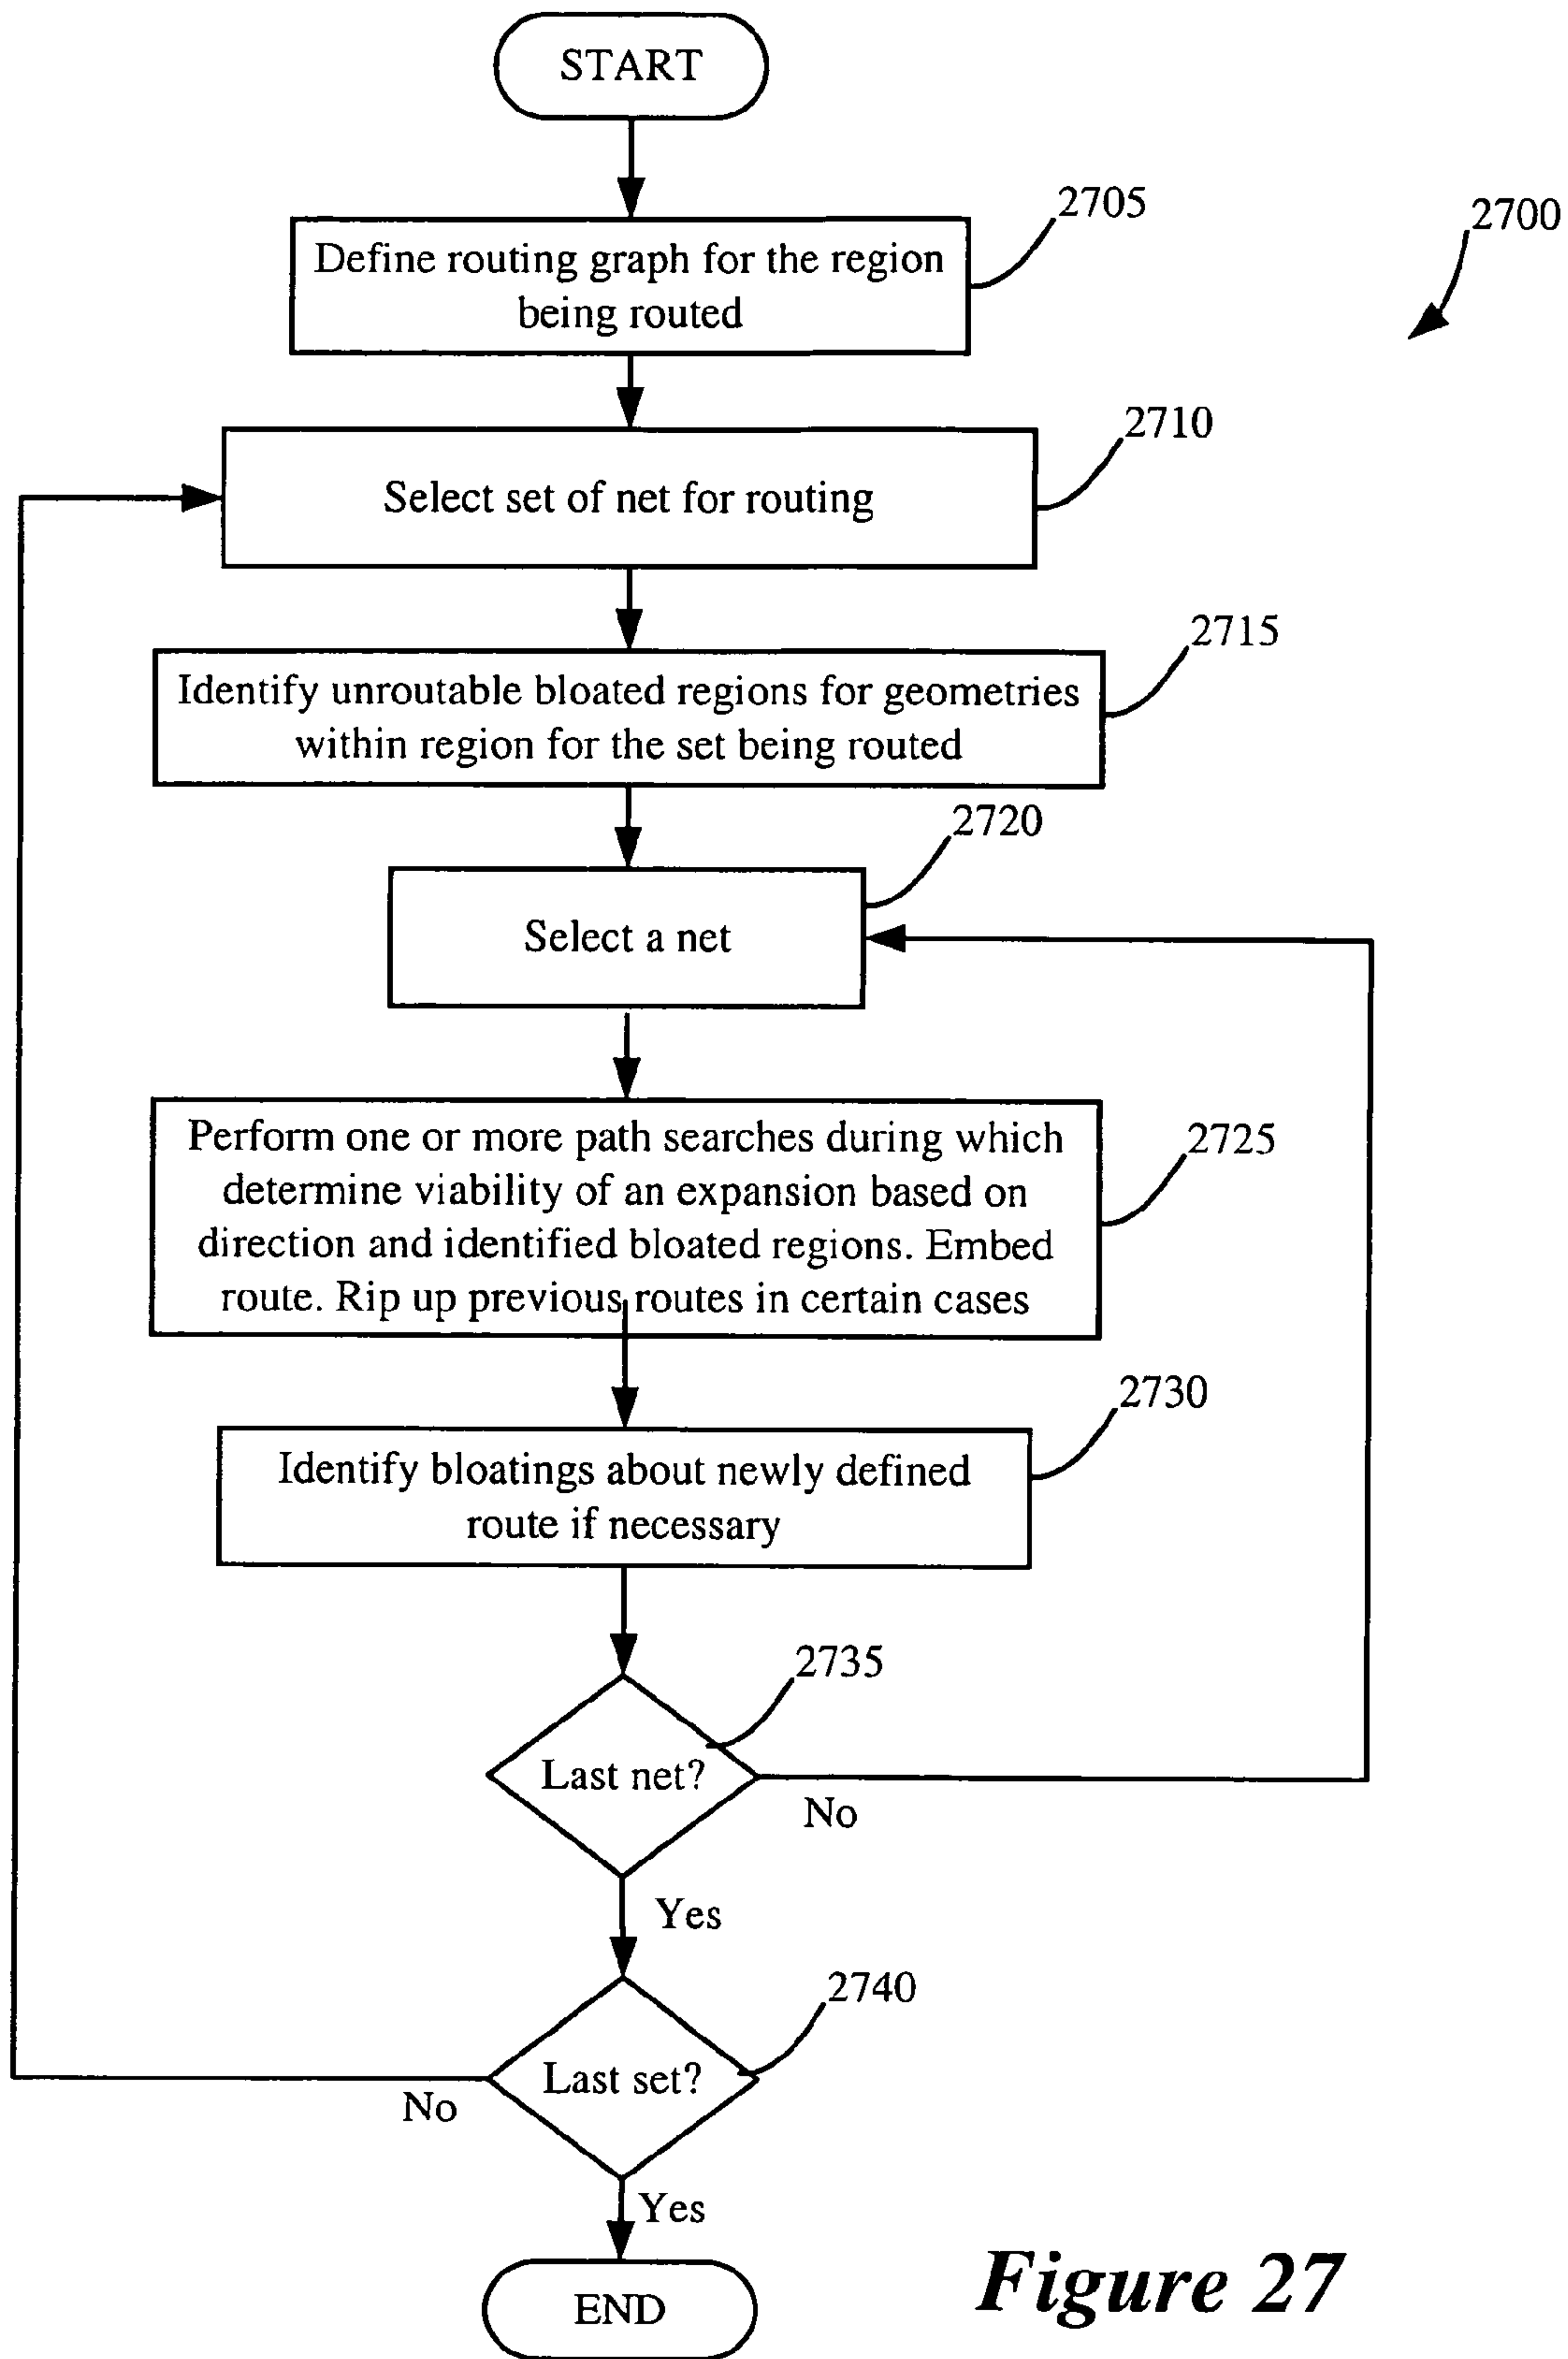 START
2705
2700
Define routing graph for the region
being routed
2710
Select set of net for routing
2715
Identify unroutable bloated regions for geometries
within region for the set being routed
2720
Select a net
2725
Perform one or more path searches during which
determine viability of an expansion based on
direction and identified bloated regions. Embed
route. Rip up previous routes in certain cases
2730
Identify bloatings about newly defined
route if necessary
2735
Last net?
No
Yes
2740
Last set?
No
Yes
END
Figure 27